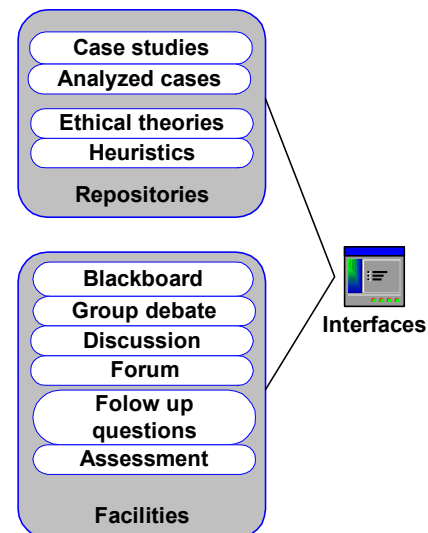 Case studies
Analyzed cases
Ethical theories
Heuristics
Repositories
Blackboard
Group debate
Discussion
Forum
Folow up
questions
Assessment
Facilities
Interfaces